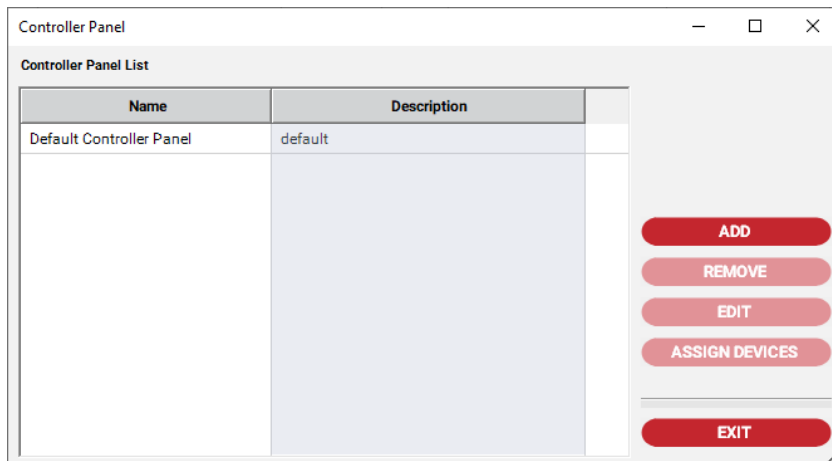 Controller Panel
Controller Panel List
Name Description
Default Controller Panel default
ADD
REMOVE
EDIT
ASSIGN DEVICES
EXIT